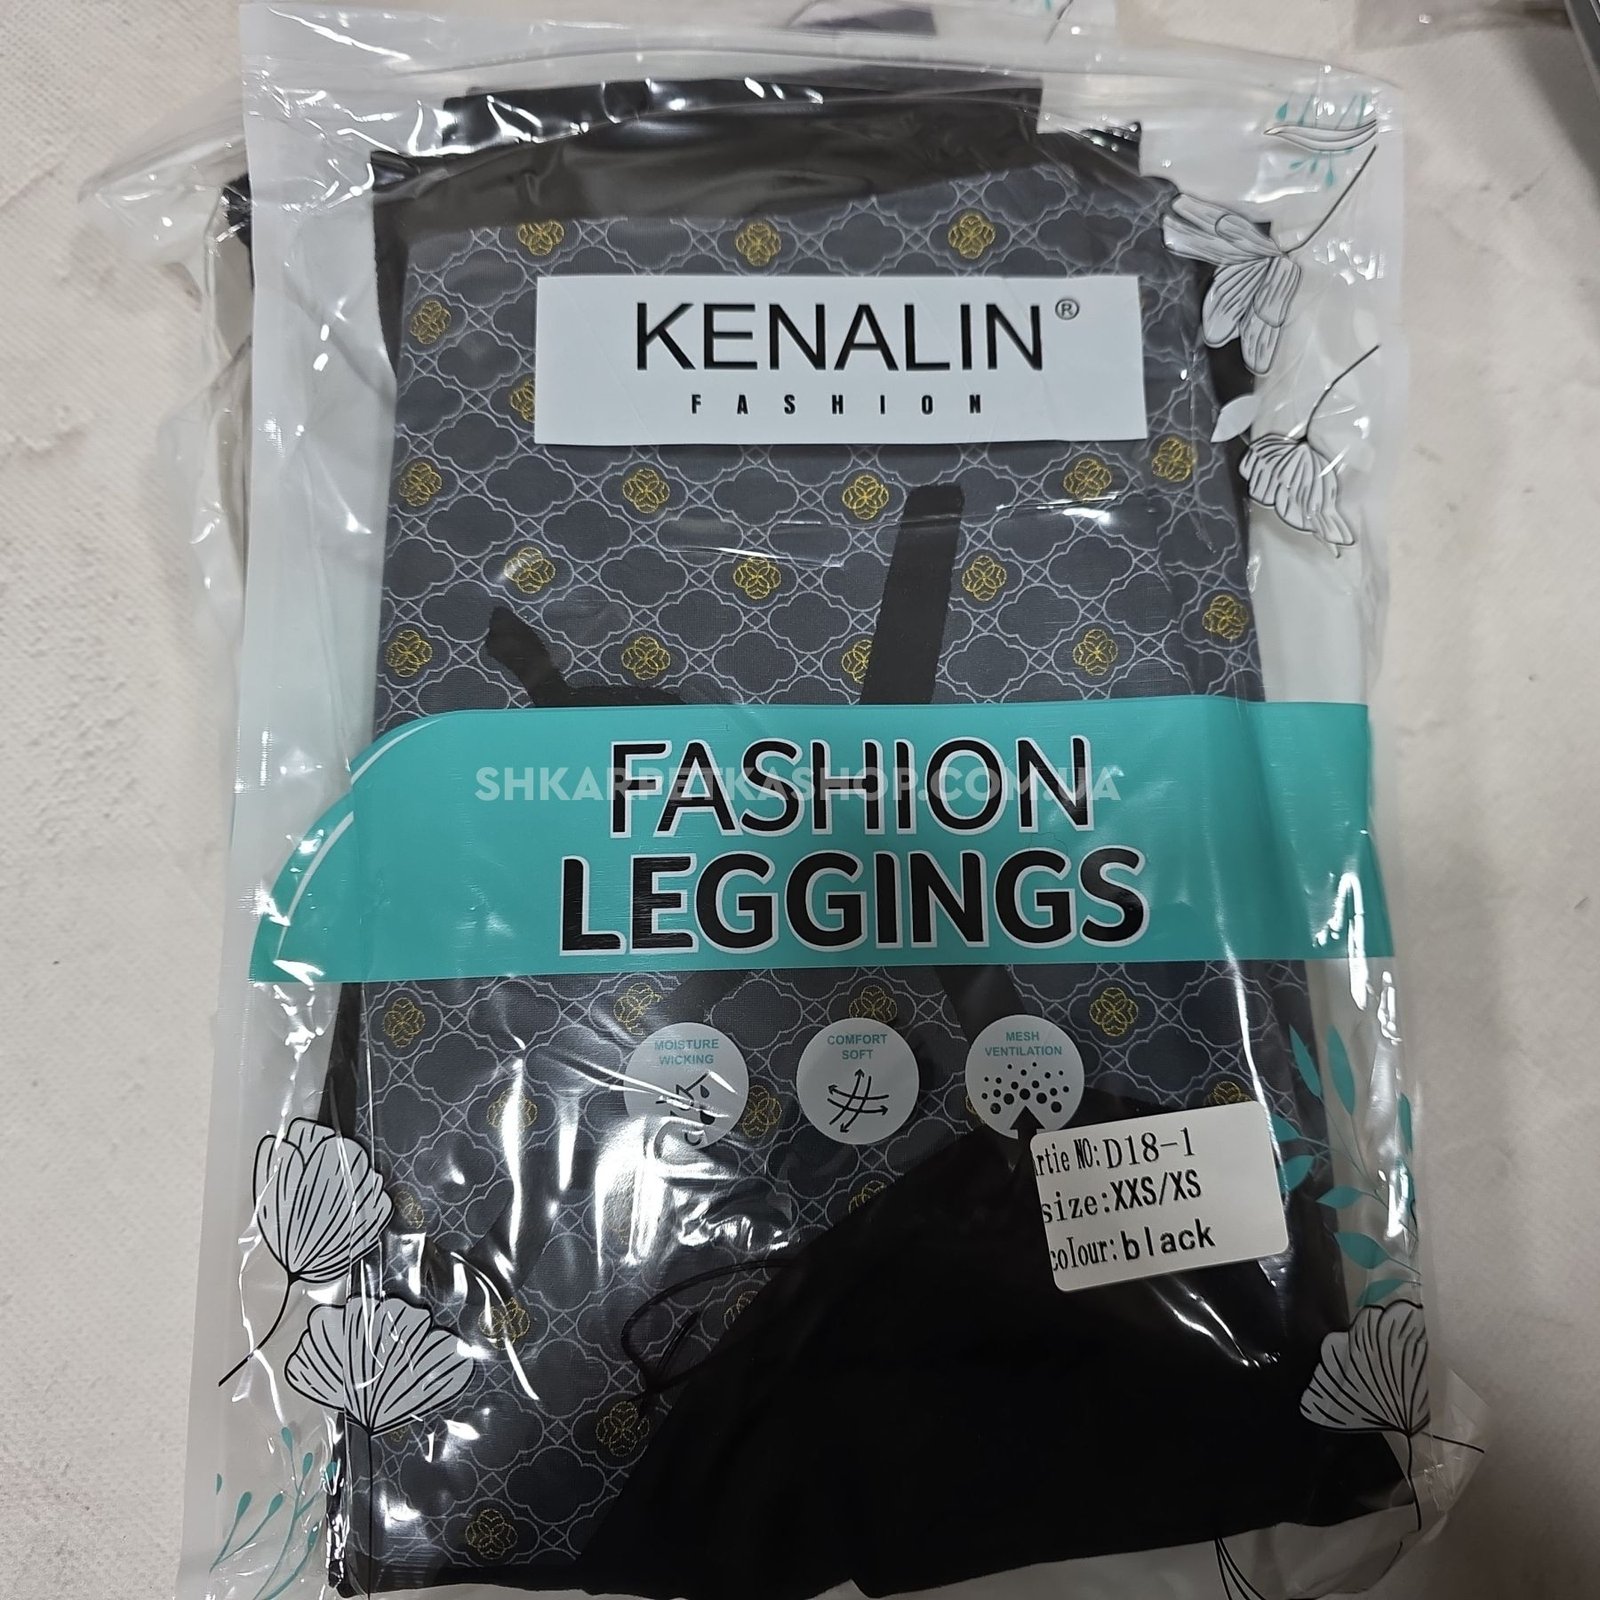 KENALIN®
FASHION
FASHION
SHKARPETKASHOP.COM.UA
LEGGINGS
MOISTURE
WICKING
COMFORT
SOFT
MESH
VENTILATION
rtie NO:D18-1
size:XXS/XS
colour:black